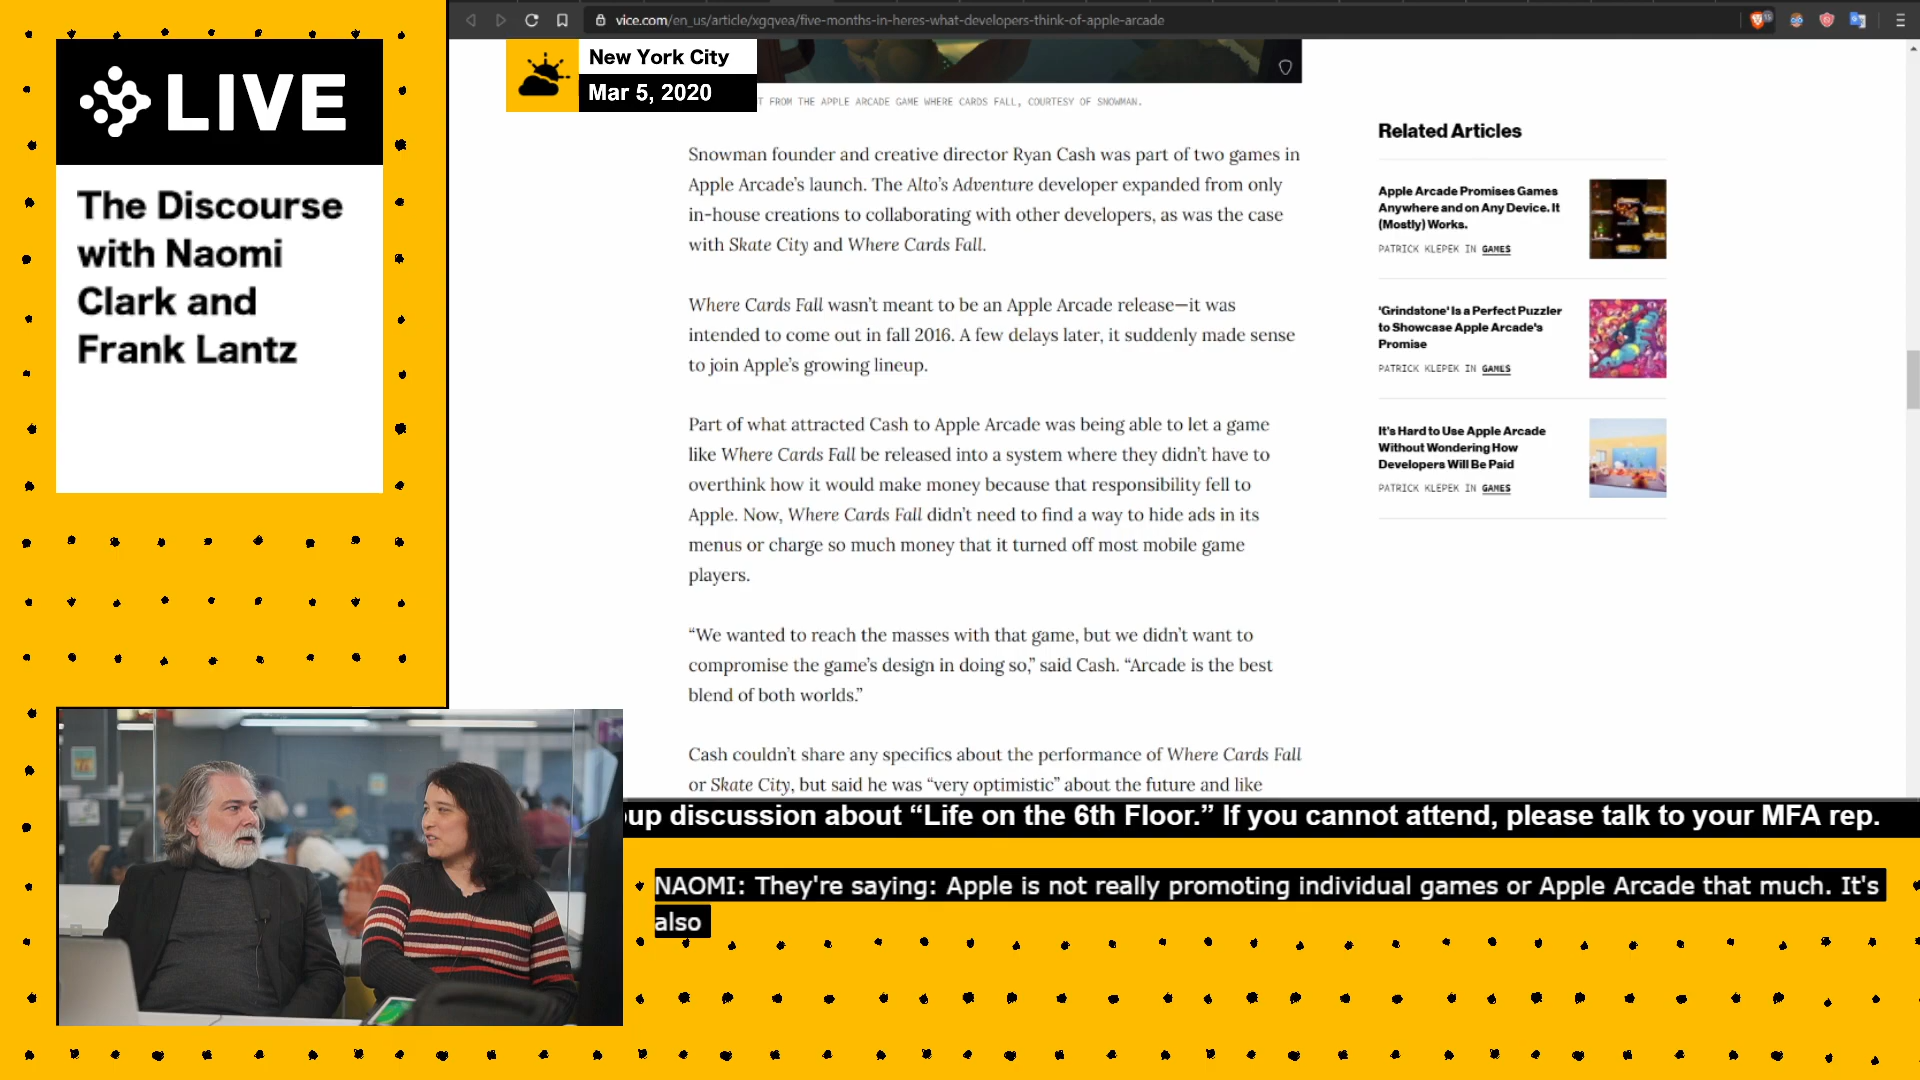 vice.com/en_us/article/xgqvea/five-months-in-heres-what-developers-think-of-apple-arcade
LIVE
The Discourse
with Naomi
Clark and
Frank Lantz
New York City
Mar 5, 2020
T FROM THE APPLE ARCADE GAME WHERE CARDS FALL, COURTESY OF SNOWMAN.
Snowman founder and creative director Ryan Cash was part of two games in
Apple Arcade’s launch. The Alto’s Adventure developer expanded from only
in-house creations to collaborating with other developers, as was the case
with Skate City and Where Cards Fall.
Where Cards Fall wasn’t meant to be an Apple Arcade release—it was
intended to come out in fall 2016. A few delays later, it suddenly made sense
to join Apple’s growing lineup.
Part of what attracted Cash to Apple Arcade was being able to let a game
like Where Cards Fall be released into a system where they didn’t have to
overthink how it would make money because that responsibility fell to
Apple. Now, Where Cards Fall didn’t need to find a way to hide ads in its
menus or charge so much money that it turned off most mobile game
players.
“We wanted to reach the masses with that game, but we didn’t want to
compromise the game’s design in doing so,” said Cash. “Arcade is the best
blend of both worlds.”
Cash couldn’t share any specifics about the performance of Where Cards Fall
or Skate City, but said he was “very optimistic” about the future and like
Related Articles
Apple Arcade Promises Games
Anywhere and on Any Device. It
(Mostly) Works.
PATRICK KLEPEK IN GAMES
'Grindstone' Is a Perfect Puzzler
to Showcase Apple Arcade's
Promise
PATRICK KLEPEK IN GAMES
It's Hard to Use Apple Arcade
Without Wondering How
Developers Will Be Paid
PATRICK KLEPEK IN GAMES
up discussion about “Life on the 6th Floor.” If you cannot attend, please talk to your MFA rep.
NAOMI: They're saying: Apple is not really promoting individual games or Apple Arcade that much. It's
also